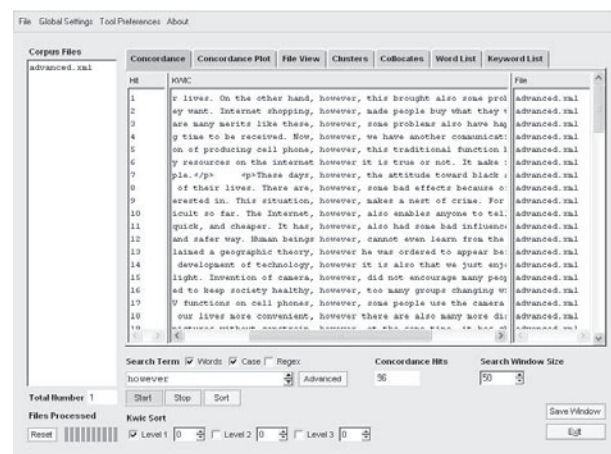 File Global Settings Tool Preferences About
Corpus Files
advanced.xml
Concordance Concordance Plot File View Clusters Collocates Word List Keyword List
Hit KWIC File
1 r lives. On the other hand, however, this brought also some prol advanced.xml
2 ey want. Internet shopping, however, made people buy what they advanced.xml
3 are many merits like these, however, some problems also have hap advanced.xml
4 g time to be received. Now, however, we have another communicat: advanced.xml
5 on of producing cell phone, however, this traditional function advanced.xml
6 y resources on the internet however it is true or not. It make advanced.xml
7 ple.</p> <p>These days, however, the attitude toward black advanced.xml
8 of their lives. There are, however, some bad effects because o advanced.xml
9 erested in. This situation, however, makes a nest of crime. For advanced.xml
10 icult so far. The Internet, however, also enables anyone to tel advanced.xml
11 quick, and cheaper. It has, however, also had some bad influenc advanced.xml
12 and safer way. Human beings however, cannot even learn from the advanced.xml
13 laimed a geographic theory, however he was ordered to appear be advanced.xml
14 development of technology, however it is also that we just enj advanced.xml
15 light. Invention of camera, however, did not encourage many peop advanced.xml
16 ed to keep society healthy, however, too many groups changing advanced.xml
17 V functions on cell phones, however, some people use the camera advanced.xml
18 our lives more convenient, however there are also many more di advanced.xml
Search Term Words Case Regex Concordance Hits Search Window Size
however Advanced 96 50
Total Number 1 Start Stop Sort
Files Processed Kwic Sort Save Window
Reset Level 1 0 Level 2 0 Level 3 0 Exit